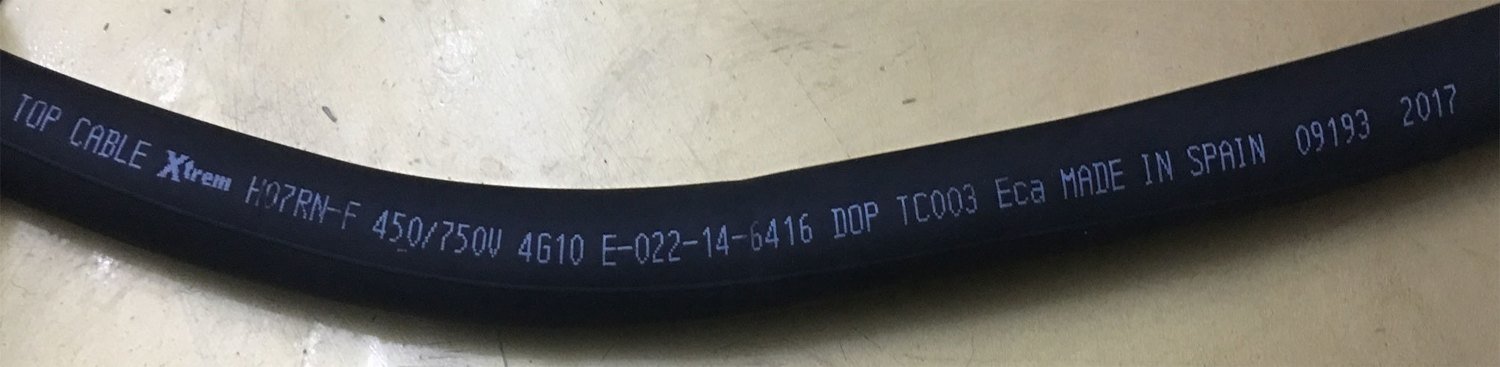 TOP CABLE Xtrem H07RN-F 450/750V 4G10 E-022-14-6416 DOP TC003 Eca MADE IN SPAIN 09193 2017